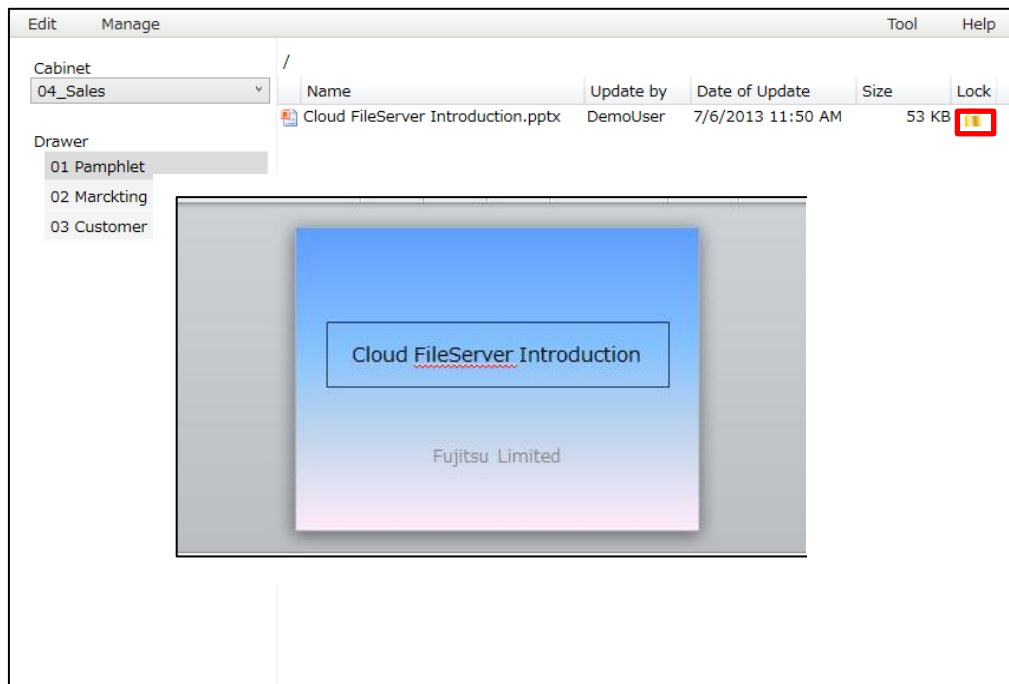 Edit Manage Tool Help
Cabinet
04_Sales
Drawer
01 Pamphlet
02 Marckting
03 Customer
/
Name Update by Date of Update Size Lock
Cloud FileServer Introduction.pptx DemoUser 7/6/2013 11:50 AM 53 KB
Cloud FileServer Introduction
Fujitsu Limited